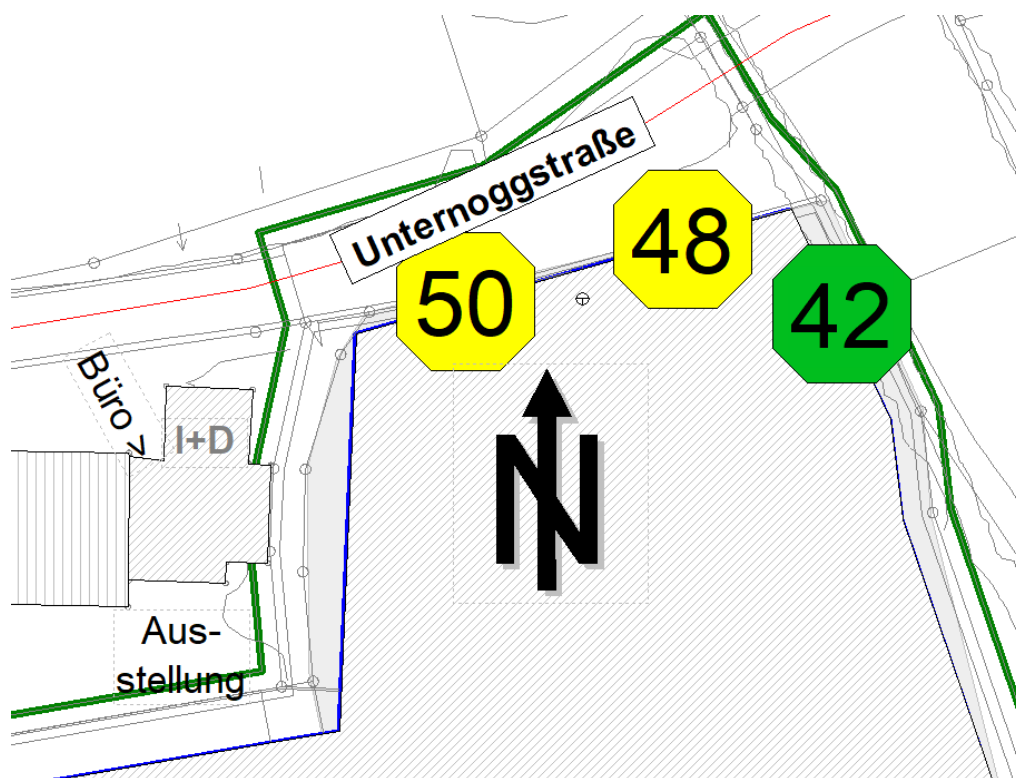 Unternoggstraße
48
50
42
Büro >
I+D
N
Aus-
stellung